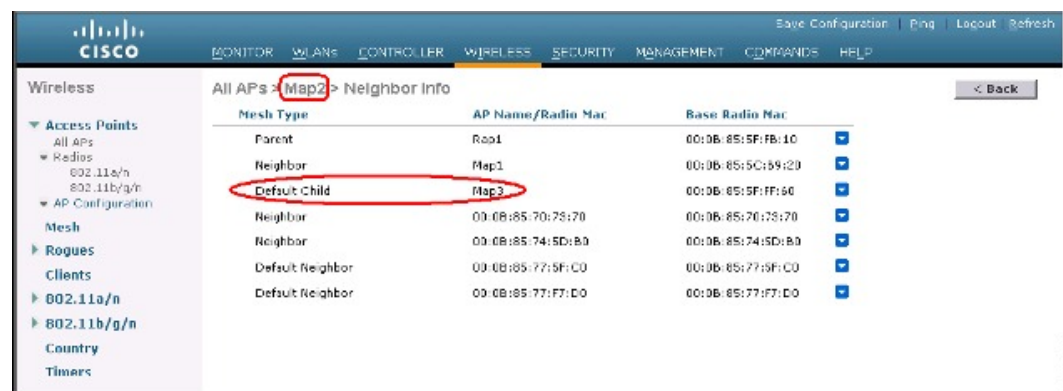 Save Configuration | Ping | Logout Refresh
CISCO
MONITOR WLANs CONTROLLER WIRELESS SECURITY MANAGEMENT COMMANDS HELP
Wireless
All APs > Map2 > Neighbor Info
< Back
Mesh Type AP Name/Radio Mac Base Radio Mac
Parent Rap1 00:0B:85:5F:FB:10
Neighbor Map1 00:0B:85:5C:B9:20
Default Child Map3 00:0B:85:5F:FF:60
Neighbor 00:0B:85:70:73:70 00:0B:85:70:73:70
Neighbor 00:0B:85:74:5D:B0 00:0B:85:74:5D:B0
Default Neighbor 00:0B:85:77:5F:C0 00:0B:85:77:5F:C0
Default Neighbor 00:0B:85:77:F7:D0 00:0B:85:77:F7:D0
Access Points
All APs
Radios
802.11a/n
802.11b/g/n
AP Configuration
Mesh
Rogues
Clients
802.11a/n
802.11b/g/n
Country
Timers